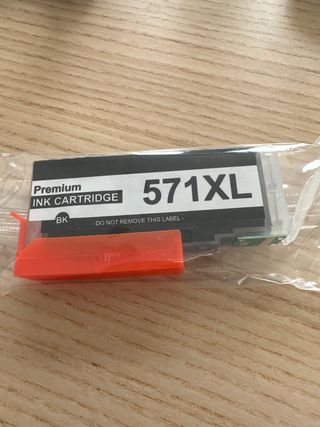 Premium
INK CARTRIDGE
571XL
BK
- DO NOT REMOVE THIS LABEL -